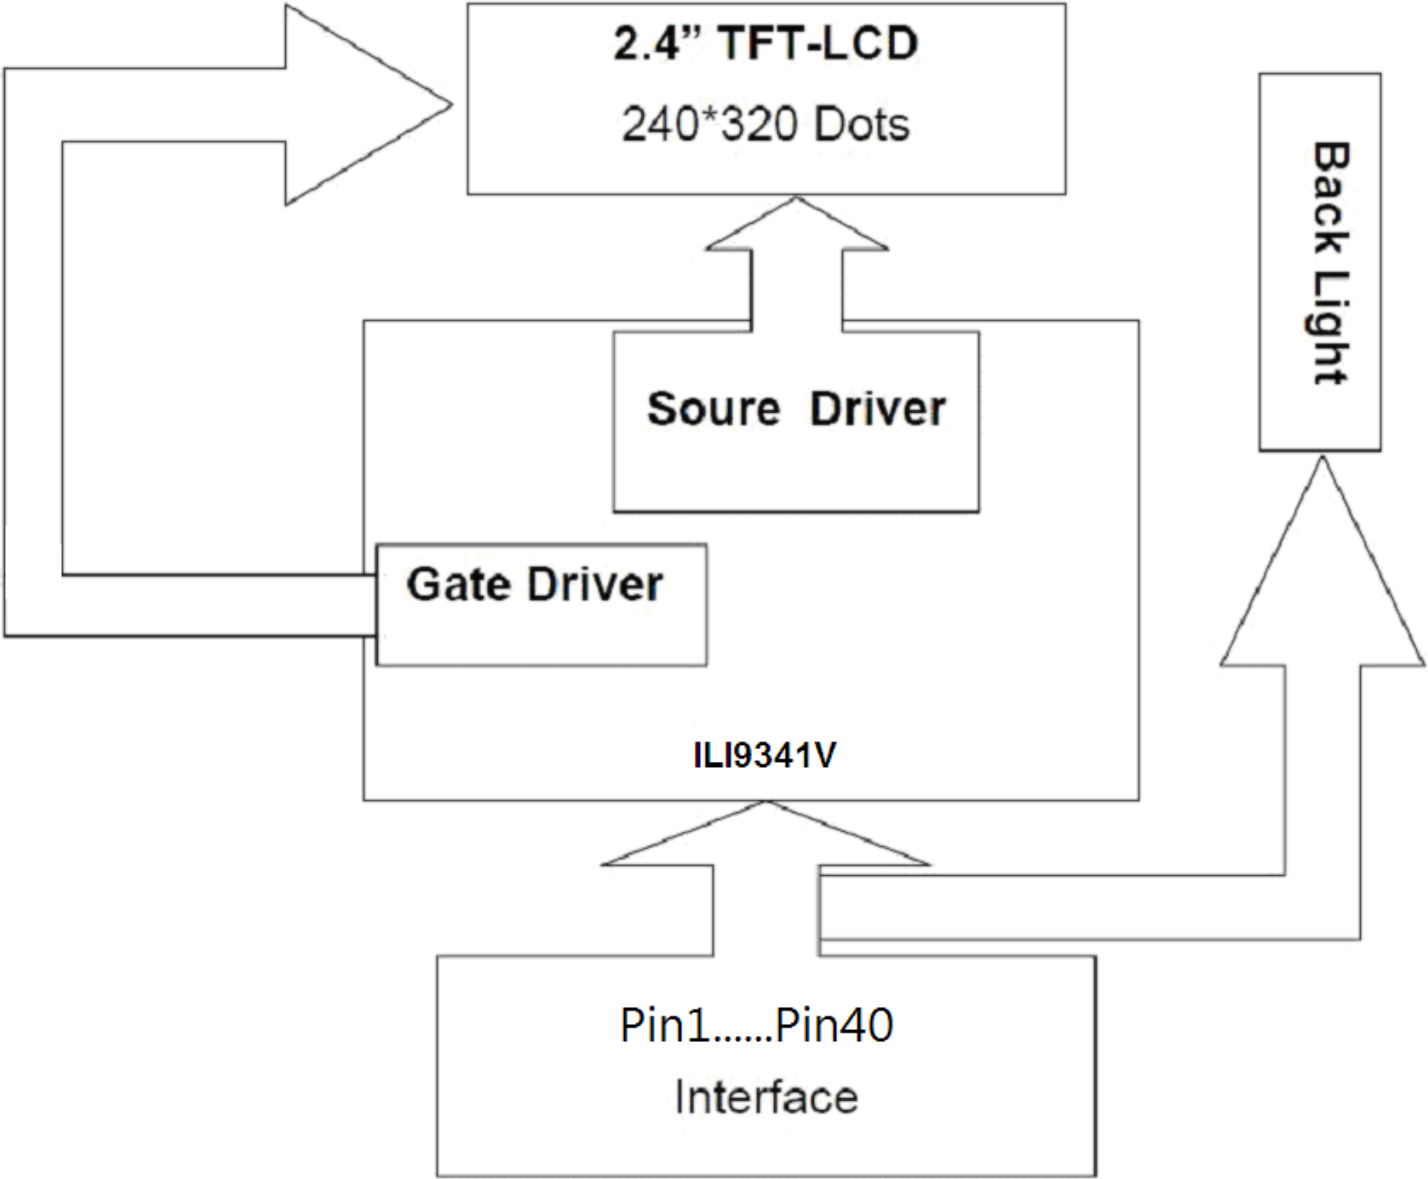 2.4” TFT-LCD
240*320 Dots
Back Light
Soure Driver
Gate Driver
ILI9341V
Pin1......Pin40
Interface